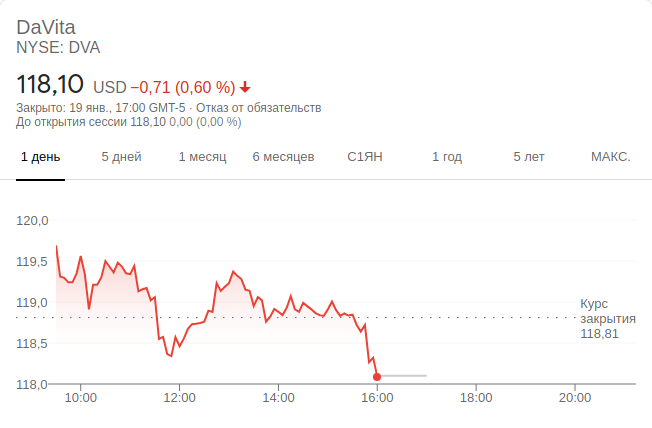 DaVita
NYSE: DVA
118,10 USD −0,71 (0,60 %)
Закрыто: 19 янв., 17:00 GMT-5 · Отказ от обязательств
До открытия сессии 118,10 0,00 (0,00 %)
1 день 5 дней 1 месяц 6 месяцев С1ЯН 1 год 5 лет МАКС.
120,0
119,5
119,0
118,5
118,0
Курс
закрытия
118,81
10:00 12:00 14:00 16:00 18:00 20:00